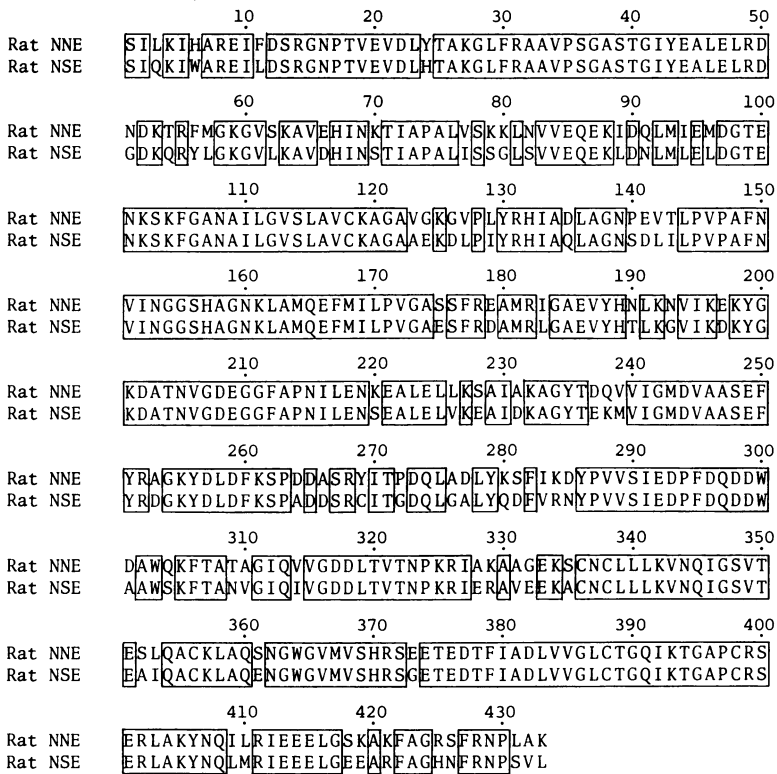 10 20 30 40 50
Rat NNE SILKIHAREIFDSRGNPTVEVDLYTAKGLFRAAVPSGASTGIYEALELRD
Rat NSE SIQKIWAREILDSRGNPTVEVDLHTAKGLFRAAVPSGASTGIYEALELRD
60 70 80 90 100
Rat NNE NDKTRFMGKGVSKAVEHINKTIAPALVSKKLNVVEQEKIDQLMIEMDGTE
Rat NSE GDKQRYLGKGVLKAVDHINSTIAPALISSGLSVVEQEKLDNLMLELDGTE
110 120 130 140 150
Rat NNE NKSKFGANAILGVSLAVCKAGAVGKGVPLYRHIADLAGNPEVTLPVPAFN
Rat NSE NKSKFGANAILGVSLAVCKAGAAEKDLPIYRHIAQLAGNSDLILPVPAFN
160 170 180 190 200
Rat NNE VINGGSHAGNKLAMQEFMILPVGASSFREAMRIGAEVYHNLKNVIKEKYG
Rat NSE VINGGSHAGNKLAMQEFMILPVGAESFRDAMRLGAEVYHTLKGVIKDKYG
210 220 230 240 250
Rat NNE KDATNVGDEGGFAPNILENKEALELLKSAIAKAGYTDQVVIGMDVAASEF
Rat NSE KDATNVGDEGGFAPNILENSEALELVKEAIDKAGYTEKMVIGMDVAASEF
260 270 280 290 300
Rat NNE YRAGKYDLDFKSPDDASRYITPDQLADLYKSFIKDYPVVSIEDPFDQDDW
Rat NSE YRDGKYDLDFKSPADDSRCITGDQLGALYQDFVRNYPVVSIEDPFDQDDW
310 320 330 340 350
Rat NNE DAWQKFTATAGIQVVGDDLTVTNPKRIAKAAGEKSCNCLLLKVNQIGSVT
Rat NSE AAWSKFTANVGIQIVGDDLTVTNPKRIERAVEEKACNCLLLKVNQIGSVT
360 370 380 390 400
Rat NNE ESLQACKLAQSNGWGVMVSHRSEETEDTFIADLVVGLCTGQIKTGAPCRS
Rat NSE EAIQACKLAQENGWGVMVSHRSGETEDTFIADLVVGLCTGQIKTGAPCRS
410 420 430
Rat NNE ERLAKYNQILRIEEELGSKAKFAGRSFRNPLAK
Rat NSE ERLAKYNQLMRIEEELGEEARFAGHNFRNPSVL